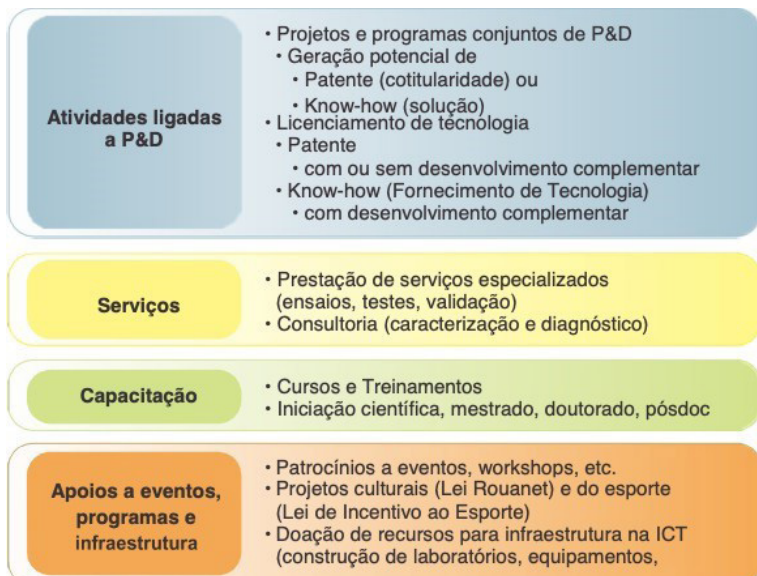 Atividades ligadas
a P&D
• Projetos e programas conjuntos de P&D
• Geração potencial de
• Patente (cotitularidade) ou
• Know-how (solução)
• Licenciamento de tecnologia
• Patente
• com ou sem desenvolvimento complementar
• Know-how (Fornecimento de Tecnologia)
• com desenvolvimento complementar
Serviços
• Prestação de serviços especializados
(ensaios, testes, validação)
• Consultoria (caracterização e diagnóstico)
Capacitação
• Cursos e Treinamentos
• Iniciação científica, mestrado, doutorado, pósdoc
Apoios a eventos,
programas e
infraestrutura
• Patrocínios a eventos, workshops, etc.
• Projetos culturais (Lei Rouanet) e do esporte
(Lei de Incentivo ao Esporte)
• Doação de recursos para infraestrutura na ICT
(construção de laboratórios, equipamentos,